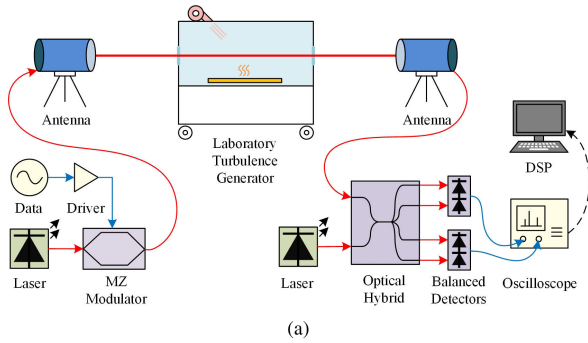 Antenna
Laboratory
Turbulence
Generator
Antenna
DSP
Data
Driver
Laser
MZ
Modulator
Laser
Optical
Hybrid
Balanced
Detectors
Oscilloscope
(a)